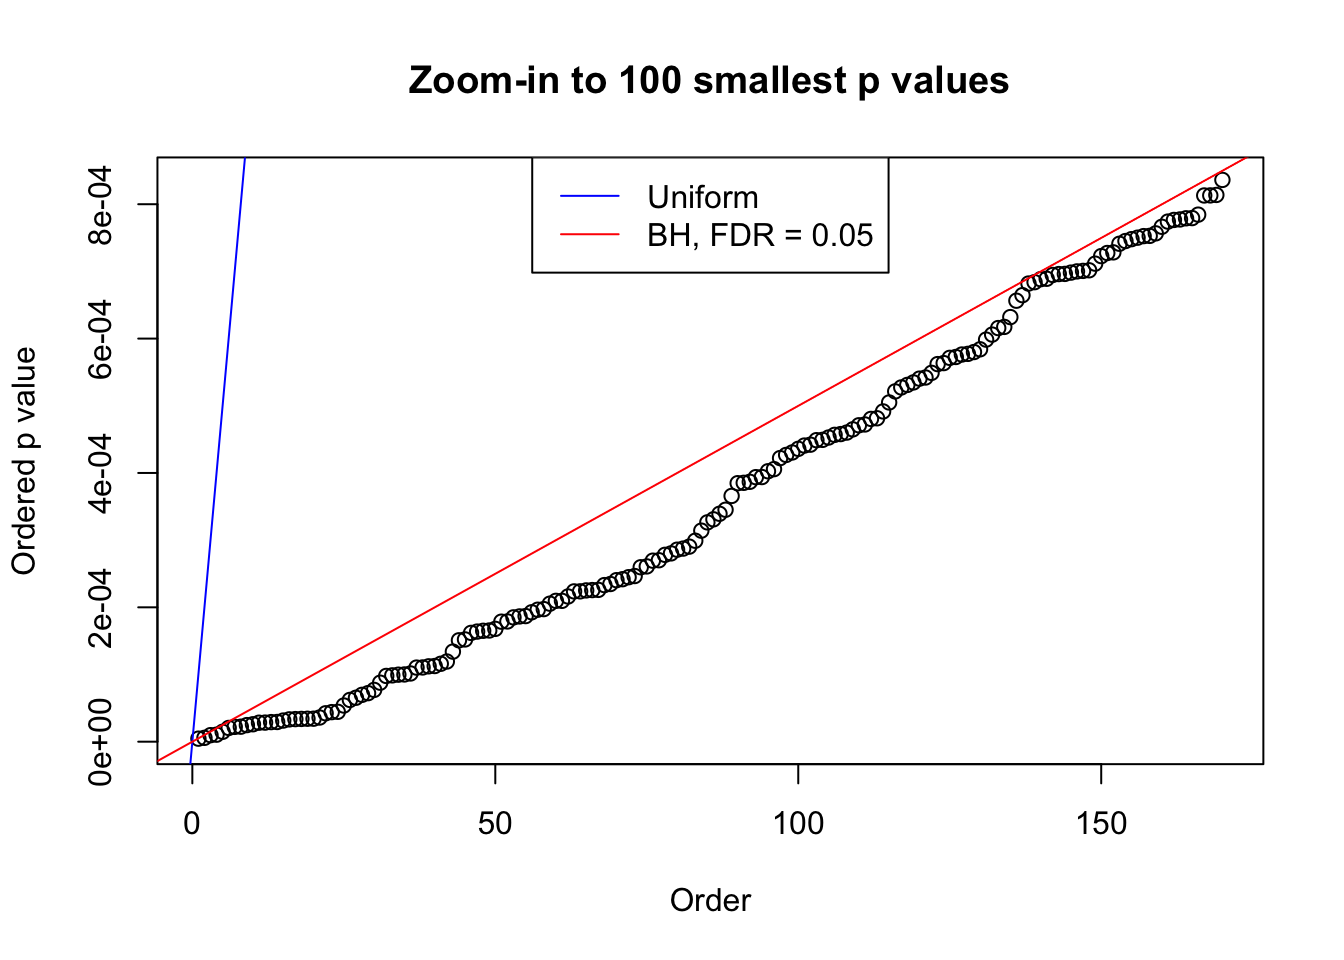 Zoom-in to 100 smallest p values
Uniform
BH, FDR = 0.05
Ordered p value
0e+00
2e-04
4e-04
6e-04
8e-04
0
50
100
150
Order